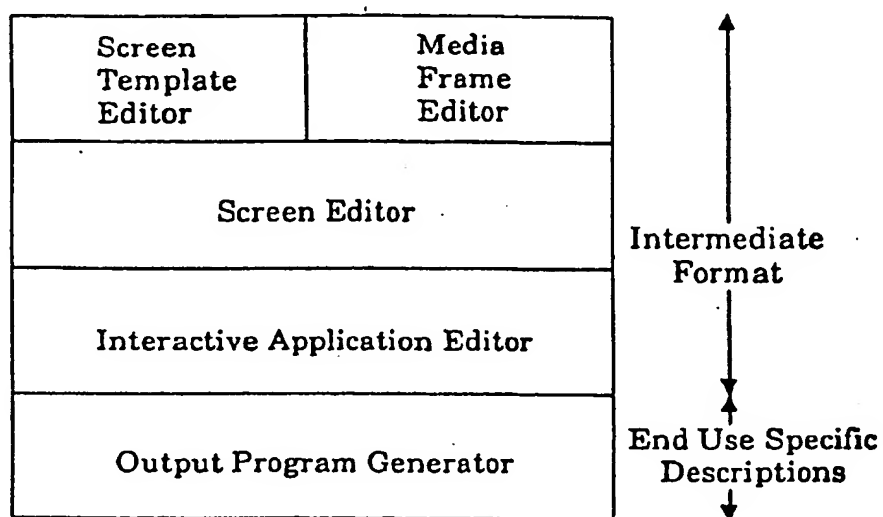 Screen
Template
Editor
Media
Frame
Editor
Screen Editor
Interactive Application Editor
Output Program Generator
Intermediate
Format
End Use Specific
Descriptions